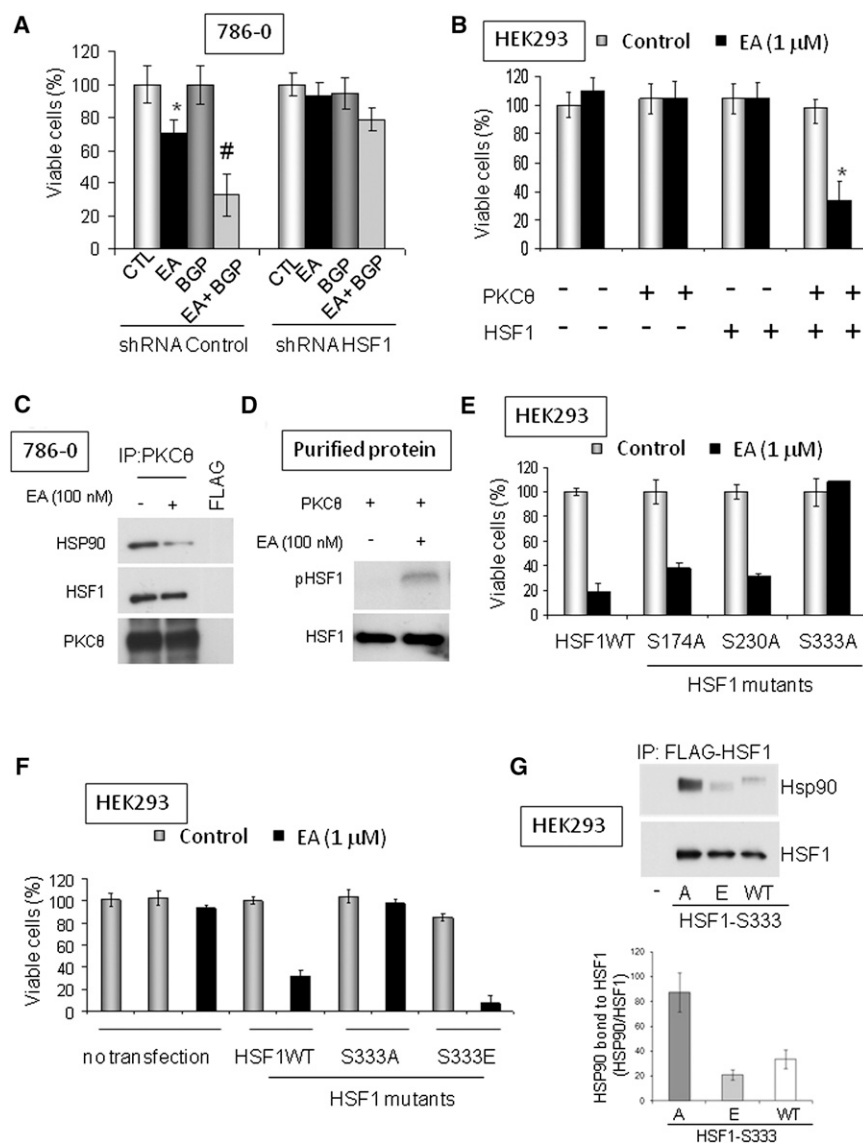 A
786-0
Viable cells (%)
120
100
80
60
40
20
0
*
#
CTL
EA
BGP
EA+ BGP
CTL
EA
BGP
EA+ BGP
shRNA Control
shRNA HSF1
B
HEK293
Control
EA (1 µM)
Viable cells (%)
120
100
80
60
40
20
0
*
PKCθ - - + + - - + +
HSF1 - - - - + + + +
C
786-0
IP:PKCθ
FLAG
EA (100 nM) - +
HSP90
HSF1
PKCθ
D
Purified protein
PKCθ + +
EA (100 nM) - +
pHSF1
HSF1
E
HEK293
Control
EA (1 µM)
Viable cells (%)
120
100
80
60
40
20
0
HSF1WT S174A S230A S333A
HSF1 mutants
F
HEK293
Control
EA (1 µM)
Viable cells (%)
120
100
80
60
40
20
0
no transfection HSF1WT S333A S333E
HSF1 mutants
G
HEK293
IP: FLAG-HSF1
Hsp90
HSF1
- A E WT
HSF1-S333
HSP90 bond to HSF1
(HSP90/HSF1)
120
100
80
60
40
20
0
A E WT
HSF1-S333